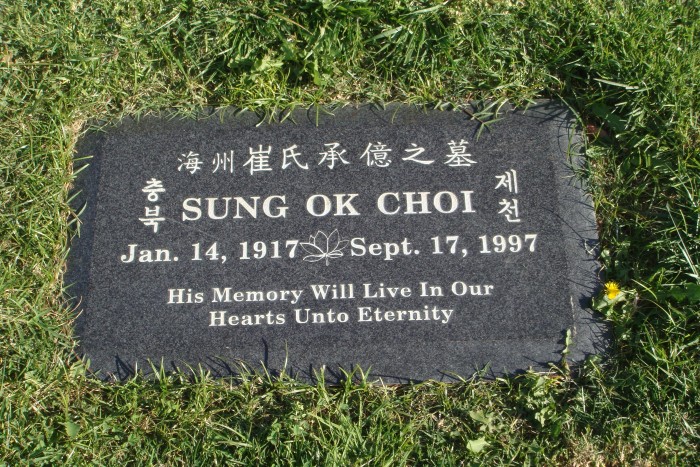 海州崔氏承億之墓
충북 SUNG OK CHOI 제천
Jan. 14, 1917 Sept. 17, 1997
His Memory Will Live In Our
Hearts Unto Eternity